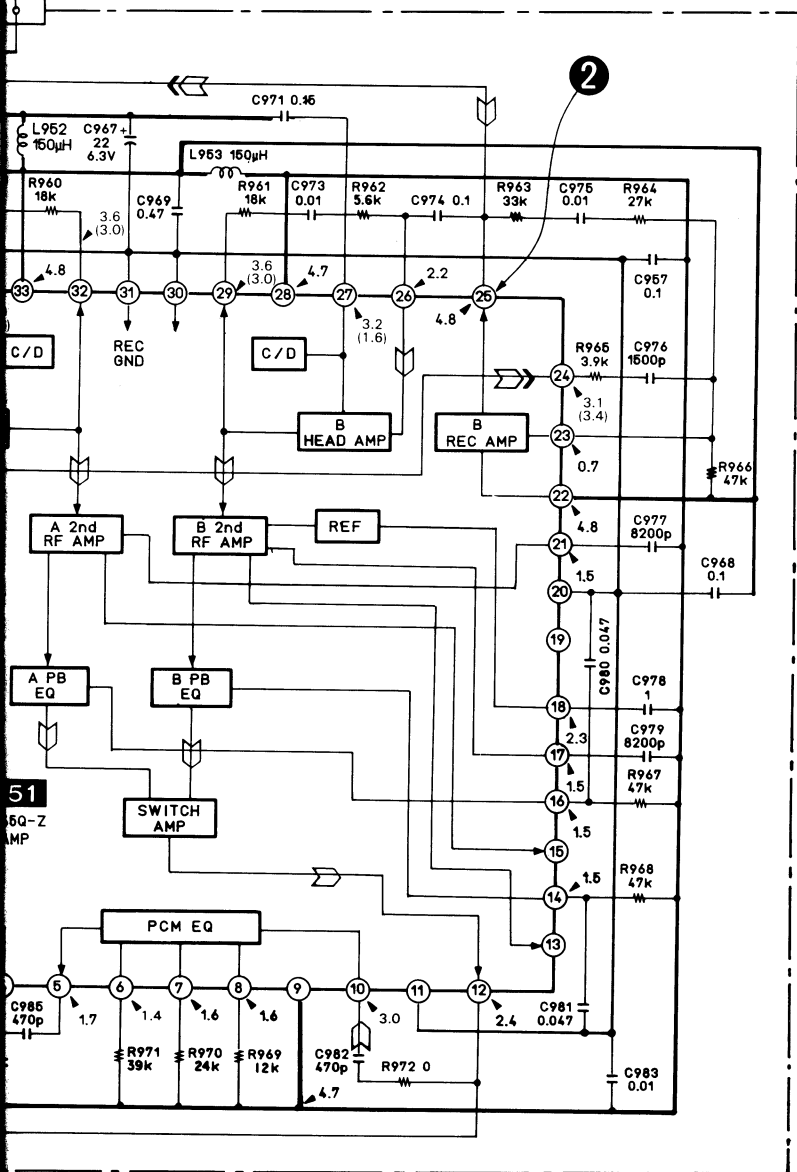 2
C971 0.15
L952
150µH
C967 +
22
6.3V
L953 150µH
R960
18k
C969
0.47
R961
18k
C973
0.01
R962
5.6k
C974 0.1
R963
33k
C975
0.01
R964
27k
3.6
(3.0)
3.6
(3.0)
4.7
2.2
C957
0.1
4.8
33
32
31
30
29
28
27
26
25
4.8
3.2
(1.6)
REC
GND
C/D
C/D
R965
3.9k
C976
1500p
24
3.1
(3.4)
B
HEAD AMP
B
REC AMP
23
0.7
R966
47k
22
4.8
A 2nd
RF AMP
B 2nd
RF AMP
REF
C977
8200p
21
1.5
C968
0.1
20
C980 0.047
19
A PB
EQ
B PB
EQ
C978
1
18
2.3
C979
8200p
17
1.5
R967
47k
16
1.5
51
5Q-Z
MP
SWITCH
AMP
15
R968
47k
14
1.5
PCM EQ
13
5
6
7
8
9
10
11
12
C985
470p
1.7
1.4
1.6
1.6
3.0
2.4
C981
0.047
R971
39k
R970
24k
R969
12k
C982
470p
R972 0
C983
0.01
4.7